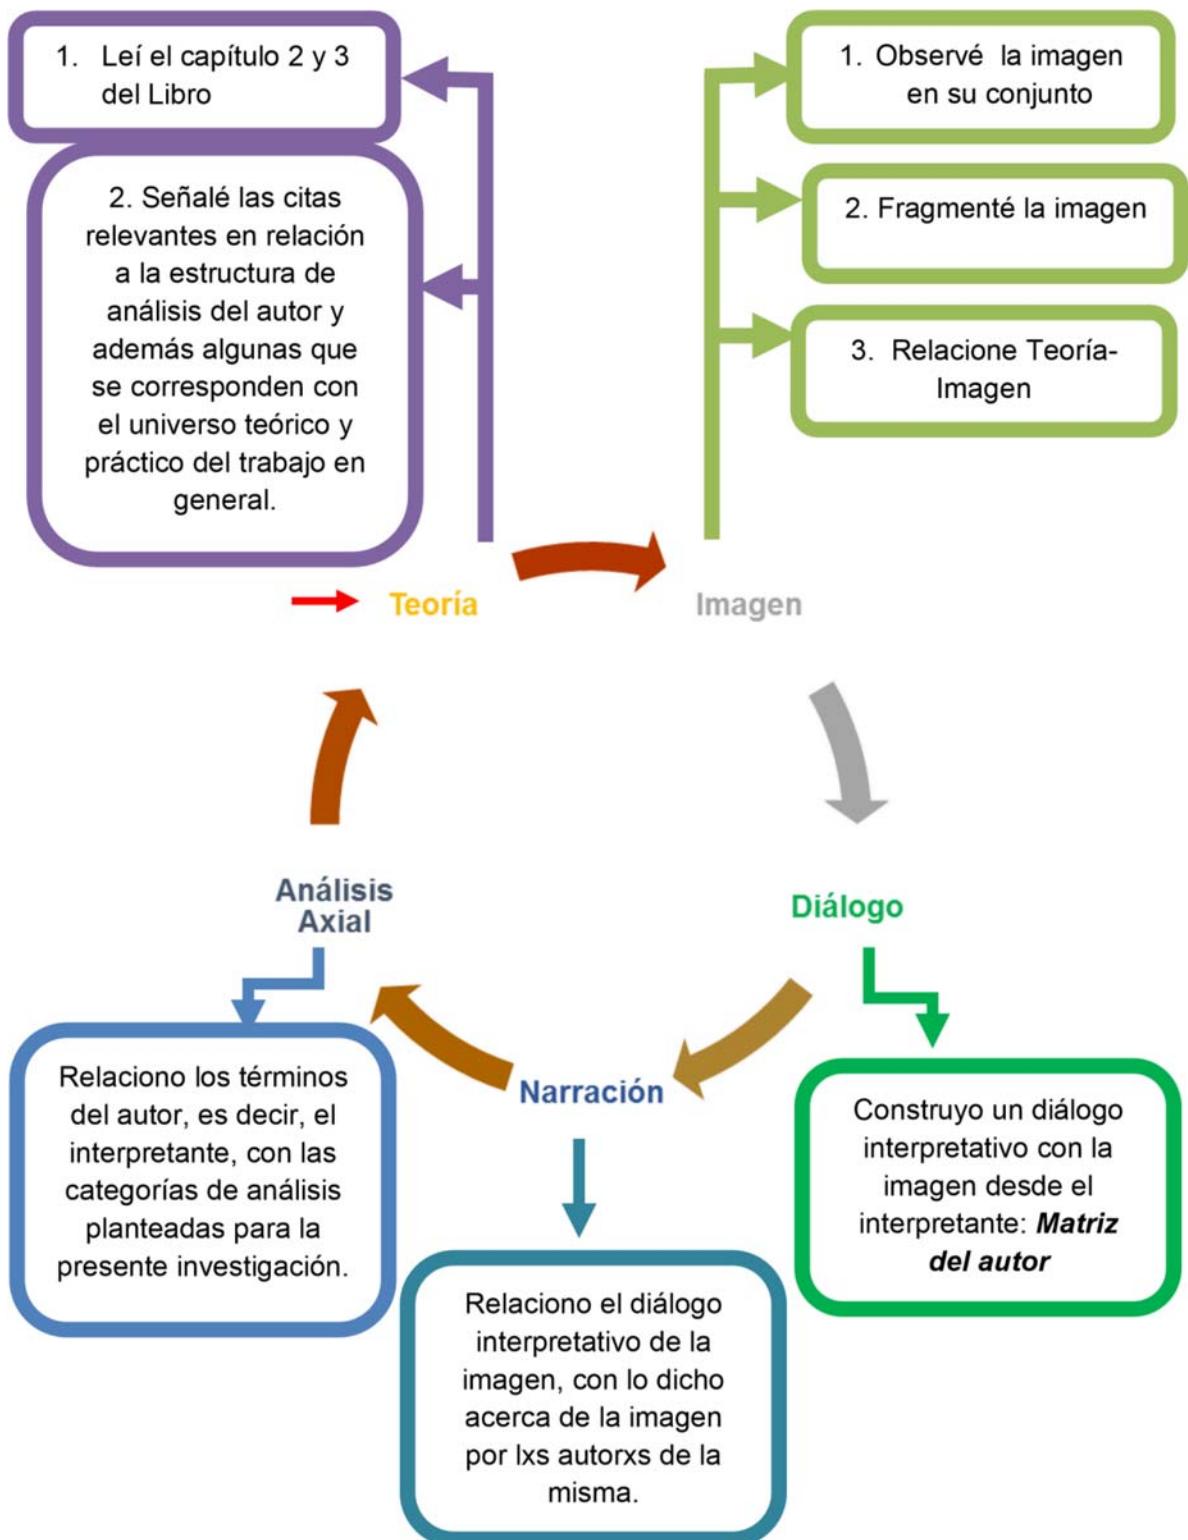 1. Leí el capítulo 2 y 3
del Libro
2. Señalé las citas
relevantes en relación
a la estructura de
análisis del autor y
además algunas que
se corresponden con
el universo teórico y
práctico del trabajo en
general.
1. Observé la imagen
en su conjunto
2. Fragmenté la imagen
3. Relacione Teoría-
Imagen
Teoría
Imagen
Diálogo
Construyo un diálogo
interpretativo con la
imagen desde el
interpretante: Matriz
del autor
Narración
Relaciono el diálogo
interpretativo de la
imagen, con lo dicho
acerca de la imagen
por lxs autorxs de la
misma.
Análisis
Axial
Relaciono los términos
del autor, es decir, el
interpretante, con las
categorías de análisis
planteadas para la
presente investigación.